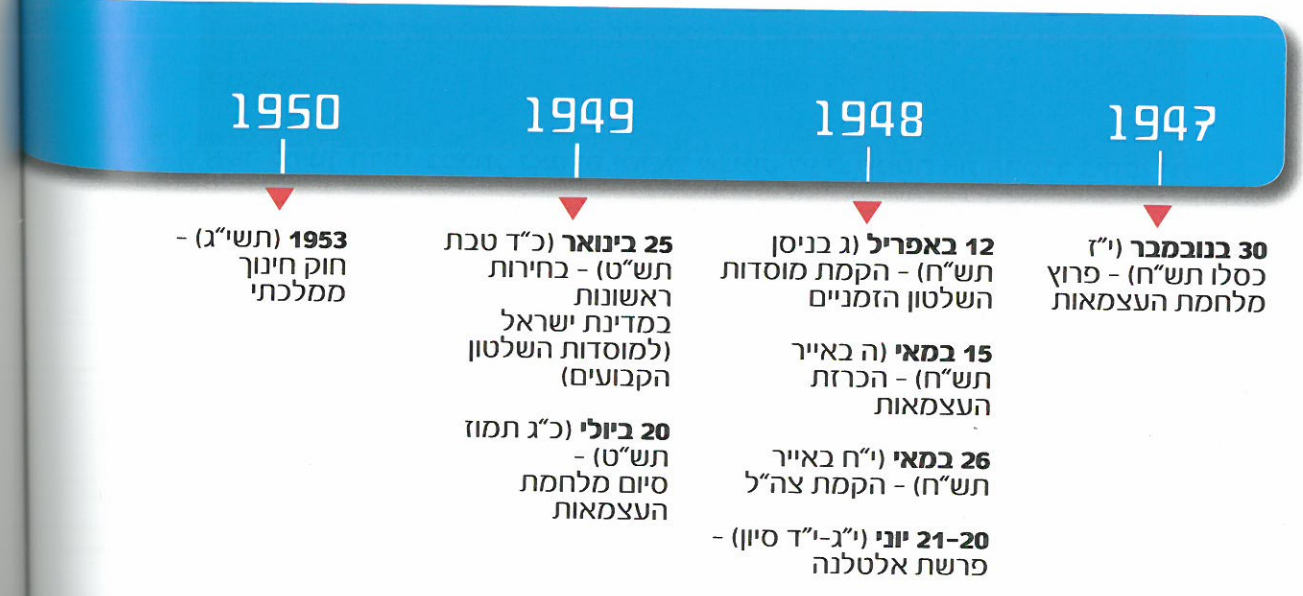 1947
1948
1949
1950
30 בנובמבר (י״ז
כסלו תש״ח) – פרוץ
מלחמת העצמאות
12 באפריל (ג בניסן
תש״ח) – הקמת מוסדות
השלטון הזמניים
15 במאי (ה באייר
תש״ח) – הכרזת
העצמאות
26 במאי (י״ח באייר
תש״ח) – הקמת צה״ל
20–21 יוני (י״ג-י״ד סיון) –
פרשת אלטלנה
25 בינואר (כ״ד טבת
תש״ט) – בחירות
ראשונות
במדינת ישראל
(למוסדות השלטון
הקבועים)
20 ביולי (כ״ג תמוז
תש״ט) –
סיום מלחמת
העצמאות
1953 (תשי״ג) –
חוק חינוך
ממלכתי